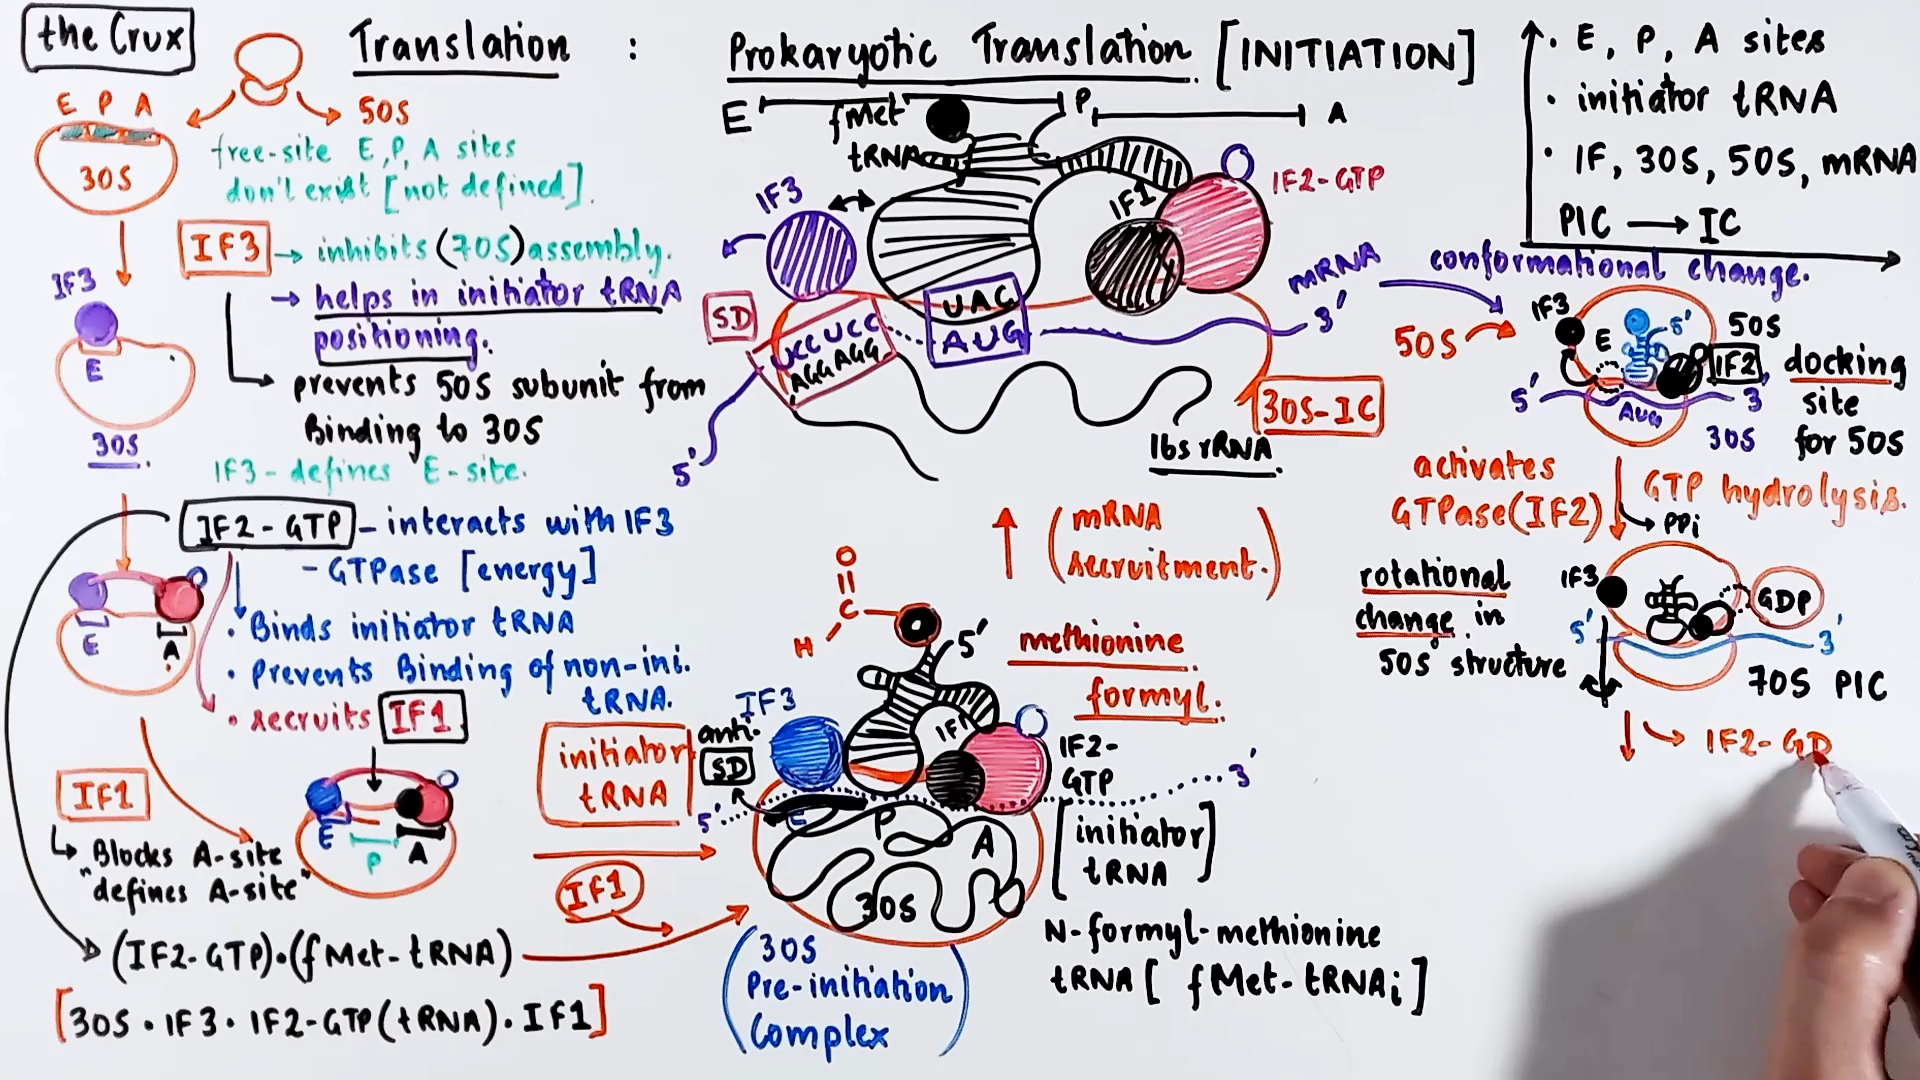 the Crux
Translation :
Prokaryotic Translation [INITIATION]
E P A
50S
30S
free-site E, P, A sites
don't exist [not defined].
IF3 → inhibits (70S) assembly.
→ helps in initiator tRNA
positioning.
prevents 50S subunit from
Binding to 30S
IF3 - defines E-site.
IF3
E
30S
IF2-GTP - interacts with IF3
- GTPase [energy]
• Binds initiator tRNA
• Prevents Binding of non-ini.
tRNA.
• recruits IF1
E
A
IF1
Blocks A-site
"defines A-site"
E P A
(IF2-GTP)•(fMet-tRNA)
[30S • IF3 • IF2-GTP(tRNA) • IF1]
E P A
fMet
tRNA
IF3
IF1
IF2-GTP
mRNA
3'
SD
UCCUCC
AGGAGG
UAC
AUG
5'
16s rRNA
30S-IC
↑ (mRNA
recruitment.)
O
C
H
5'
methionine
formyl.
initiator
tRNA
IF1
IF3
anti-
SD
IF1
IF2-
GTP
5'
3'
E P A
30S
[initiator
tRNA]
(30S
Pre-initiation
Complex)
N-formyl-methionine
tRNA [fMet-tRNAi]
• E, P, A sites
• initiator tRNA
• IF, 30S, 50S, mRNA
PIC → IC
conformational change.
50S
IF3
E
5'
50S
IF2
5'
AUG
3'
30S
docking
site
for 50S
activates
GTPase(IF2)
GTP hydrolysis.
PPi
rotational
change in
50S structure
IF3
GDP
5'
3'
70S PIC
IF2-GD